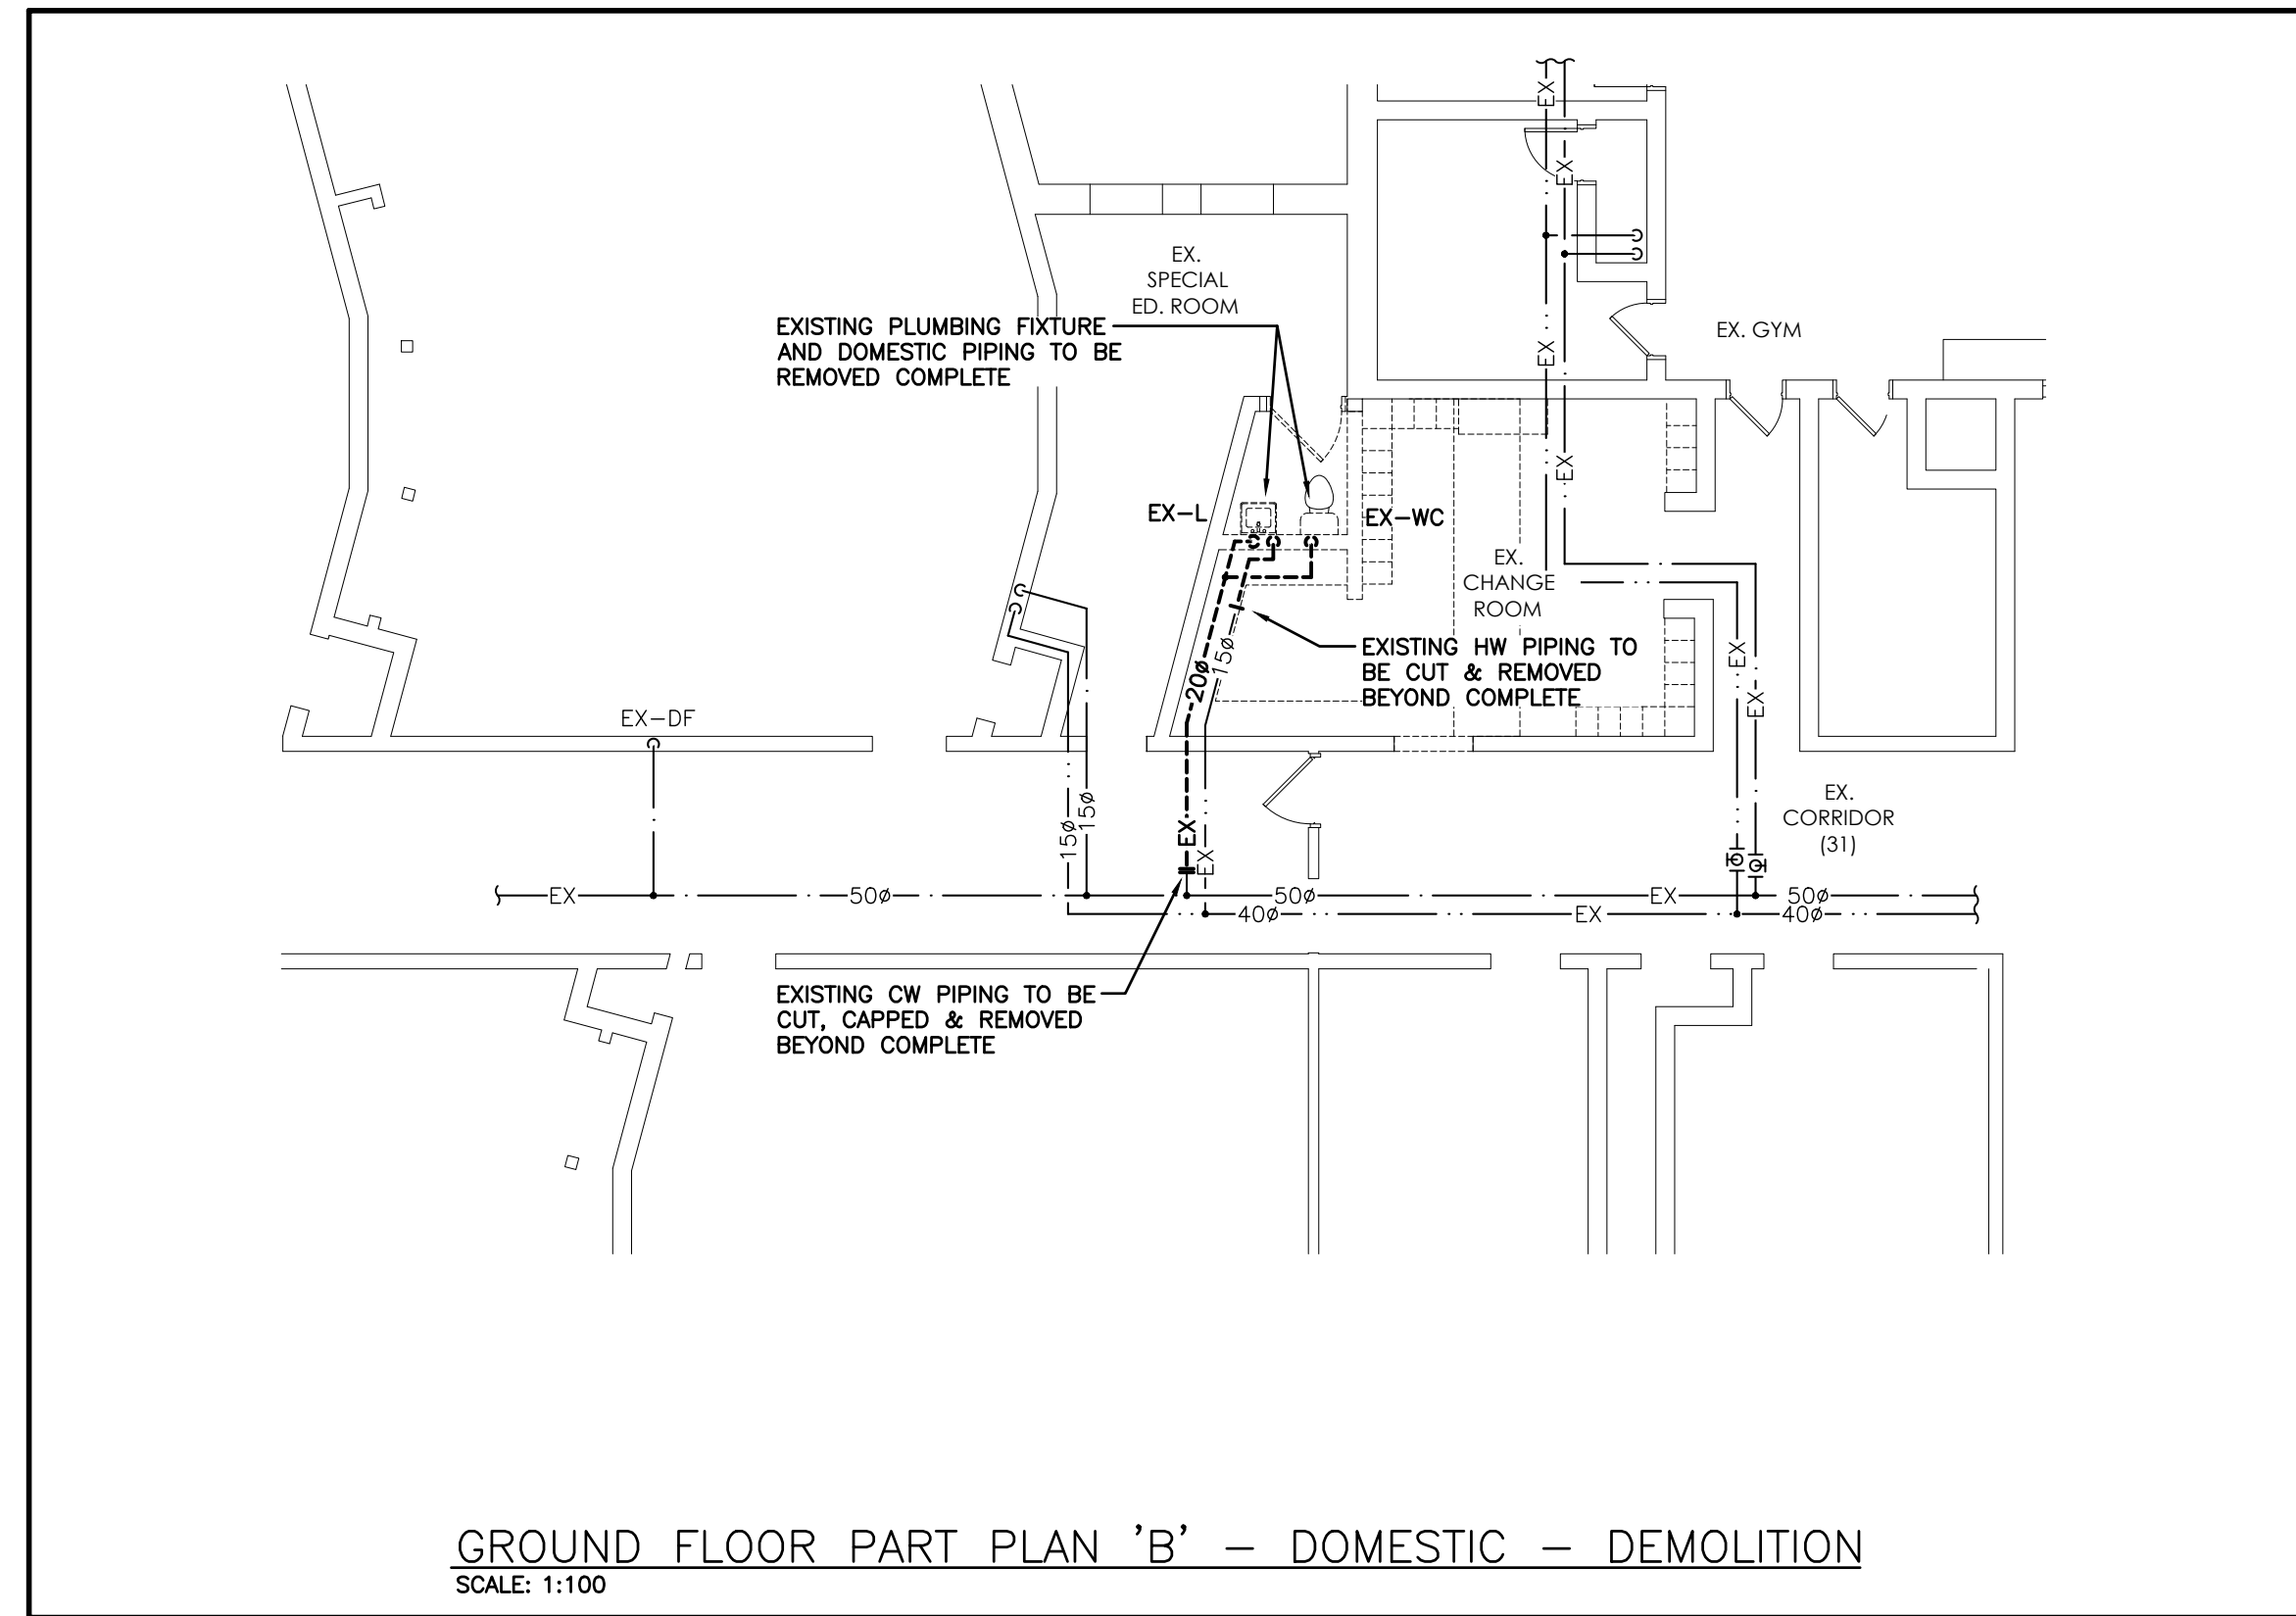 EX
EX
EX.
SPECIAL
ED. ROOM
EXISTING PLUMBING FIXTURE
AND DOMESTIC PIPING TO BE
REMOVED COMPLETE
EX. GYM
EX
EX
EX-L
EX-WC
EX.
CHANGE
ROOM
EXISTING HW PIPING TO
BE CUT & REMOVED
BEYOND COMPLETE
20ø
15ø
EX
EX
EX-DF
15ø
15ø
EX
EX
EX.
CORRIDOR
(31)
EX
50ø
50ø
EX
50ø
40ø
EX
40ø
EXISTING CW PIPING TO BE
CUT, CAPPED & REMOVED
BEYOND COMPLETE
GROUND FLOOR PART PLAN 'B' – DOMESTIC – DEMOLITION
SCALE: 1:100